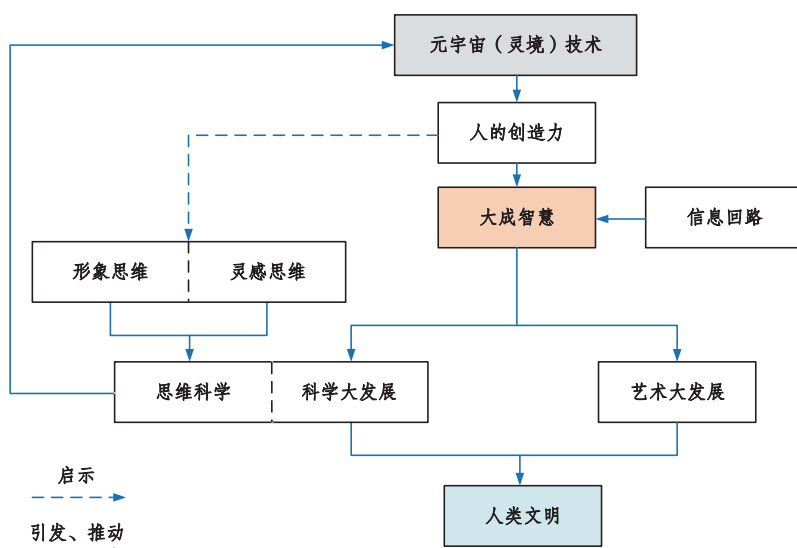 元宇宙（灵境）技术
人的创造力
大成智慧
信息回路
形象思维
灵感思维
思维科学
科学大发展
艺术大发展
启示
引发、推动
人类文明